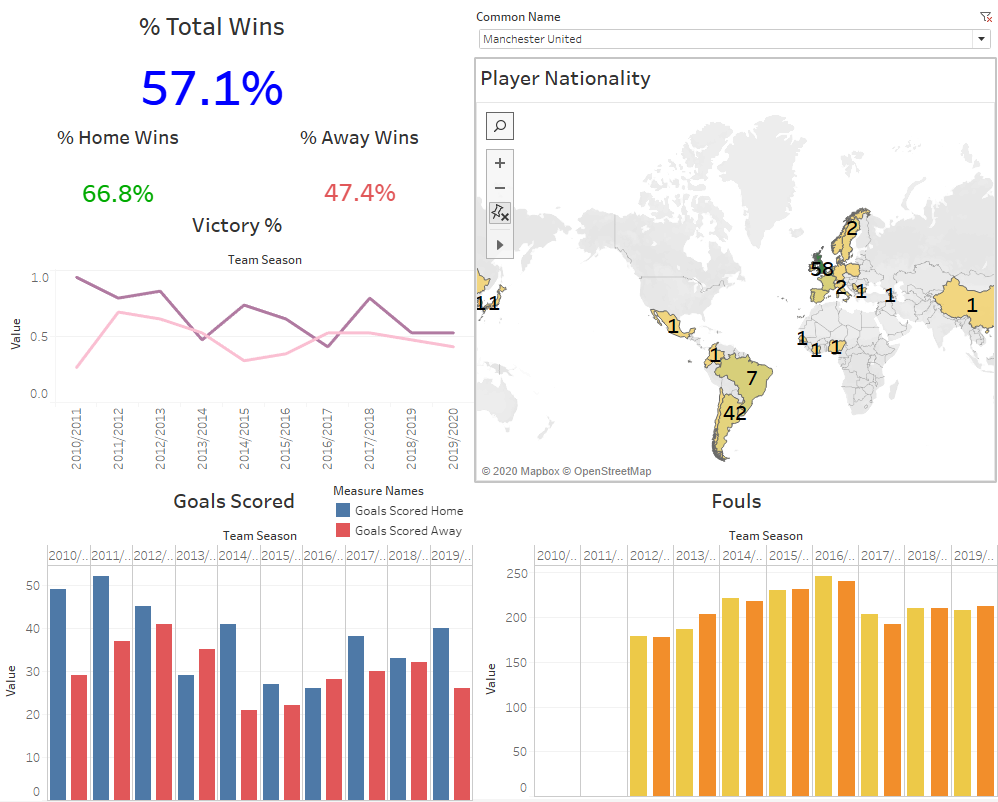 % Total Wins
57.1%
% Home Wins
% Away Wins
66.8%
47.4%
Victory %
Team Season
Value
1.0
0.5
0.0
2010/2011
2011/2012
2012/2013
2013/2014
2014/2015
2015/2016
2016/2017
2017/2018
2018/2019
2019/2020
Common Name
Manchester United
Player Nationality
+
−
2
58
2
1
1
1
11
1
1
1
1
1
7
42
© 2020 Mapbox © OpenStreetMap
Goals Scored
Measure Names
Goals Scored Home
Goals Scored Away
Team Season
2010/.. 2011/.. 2012/.. 2013/.. 2014/.. 2015/.. 2016/.. 2017/.. 2018/.. 2019/..
Value
50
40
30
20
10
0
Fouls
Team Season
2010/.. 2011/.. 2012/.. 2013/.. 2014/.. 2015/.. 2016/.. 2017/.. 2018/.. 2019/..
Value
250
200
150
100
50
0